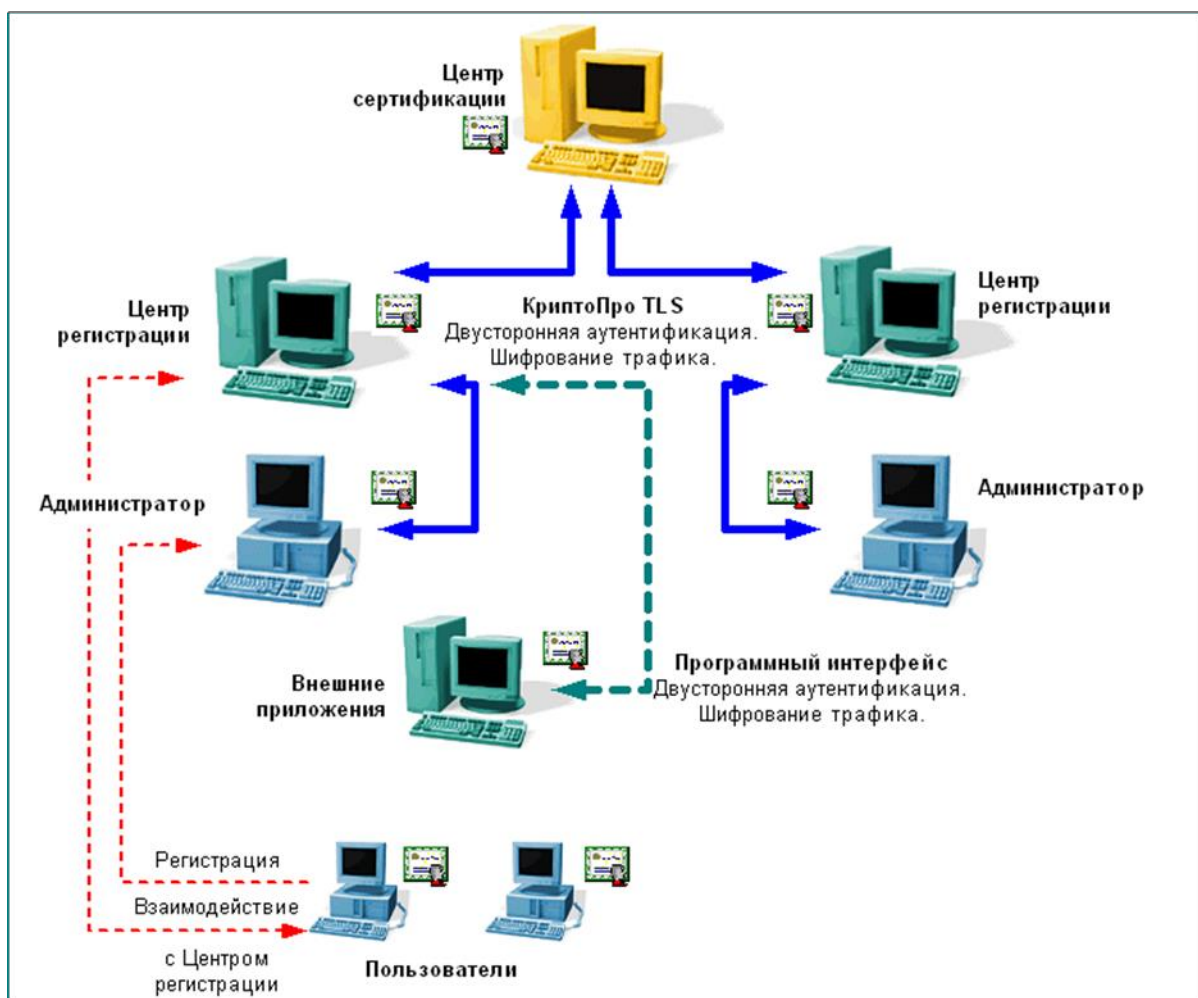 Центр
сертификации
Центр
регистрации
КриптоПро TLS
Двусторонняя аутентификация.
Шифрование трафика.
Центр
регистрации
Администратор
Администратор
Внешние
приложения
Программный интерфейс
Двусторонняя аутентификация.
Шифрование трафика.
Регистрация
Взаимодействие
с Центром
регистрации
Пользователи